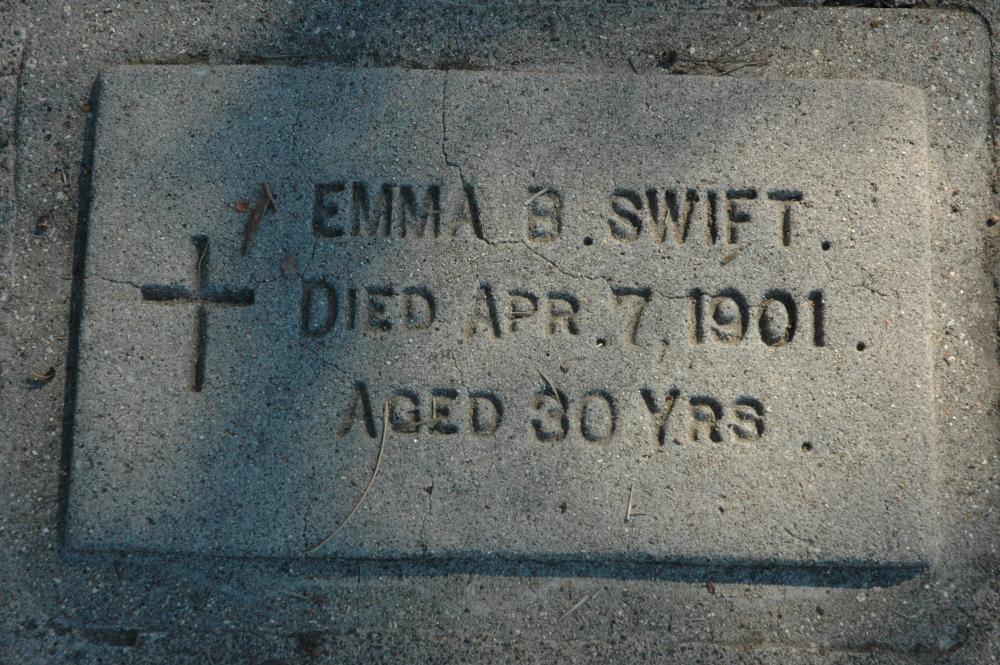 EMMA B. SWIFT.
DIED APR. 7, 1901.
AGED 30 YRS.